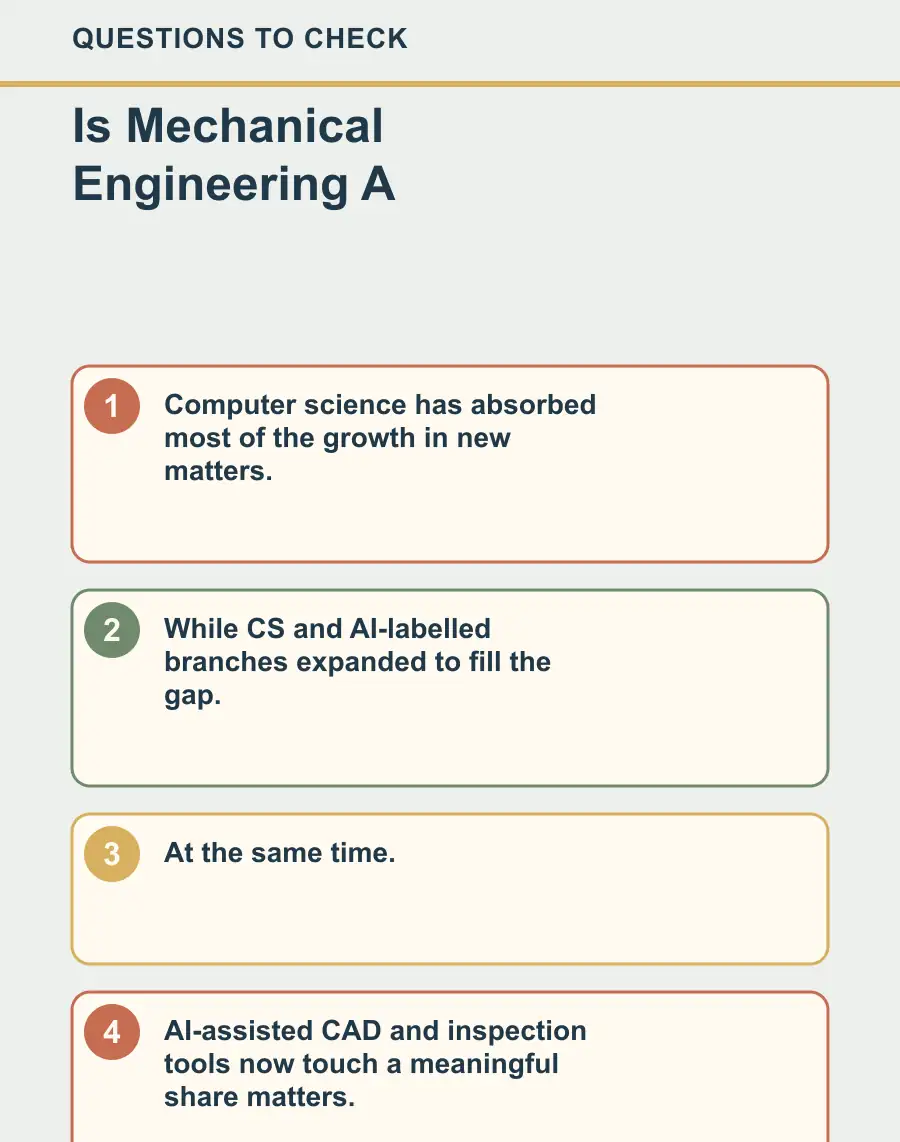 QUESTIONS TO CHECK
Is Mechanical
Engineering A
1
Computer science has absorbed
most of the growth in new
matters.
2
While CS and AI-labelled
branches expanded to fill the
gap.
3
At the same time.
4
AI-assisted CAD and inspection
tools now touch a meaningful
share matters.